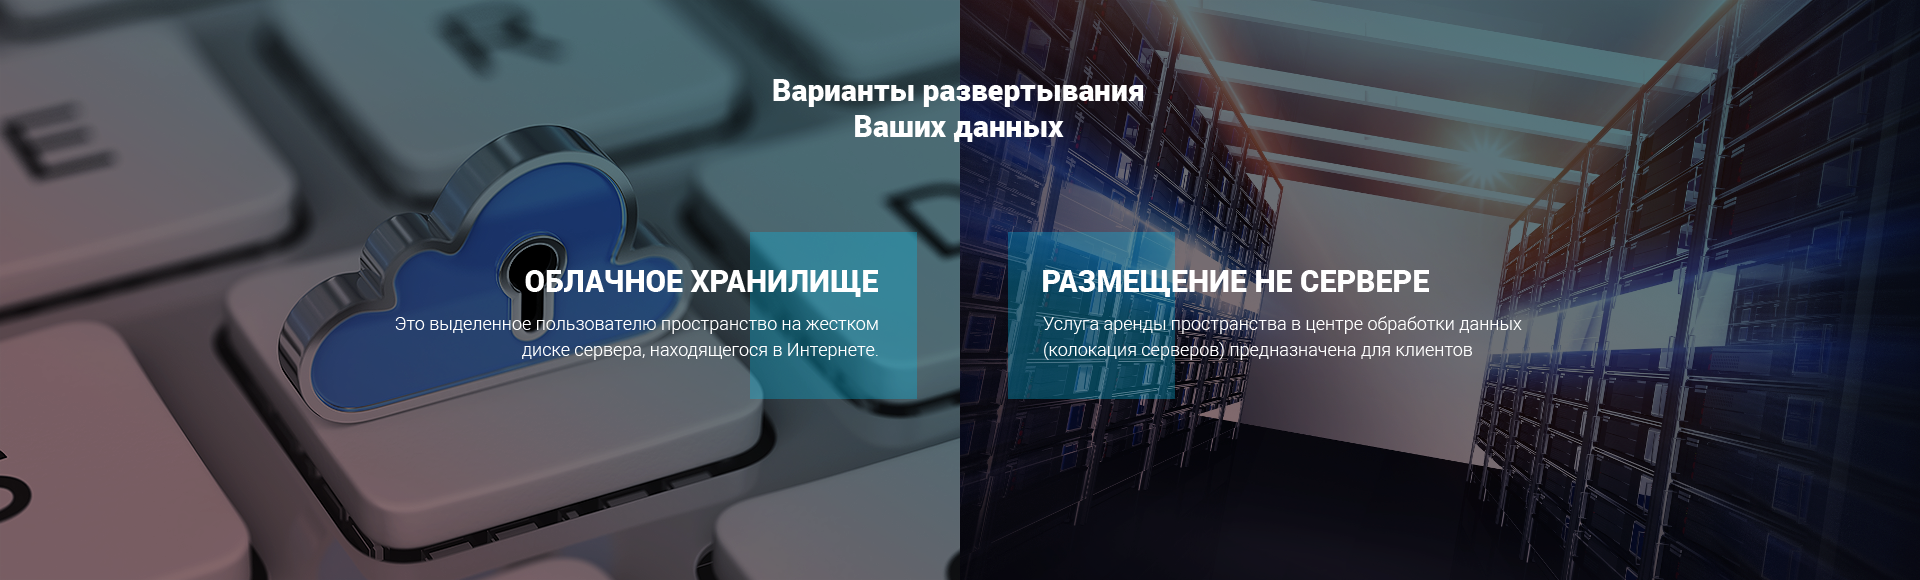 Варианты развертывания
Ваших данных
ОБЛАЧНОЕ ХРАНИЛИЩЕ
Это выделенное пользователю пространство на жестком
диске сервера, находящегося в Интернете.
РАЗМЕЩЕНИЕ НЕ СЕРВЕРЕ
Услуга аренды пространства в центре обработки данных
(колокация серверов) предназначена для клиентов
E
R
D